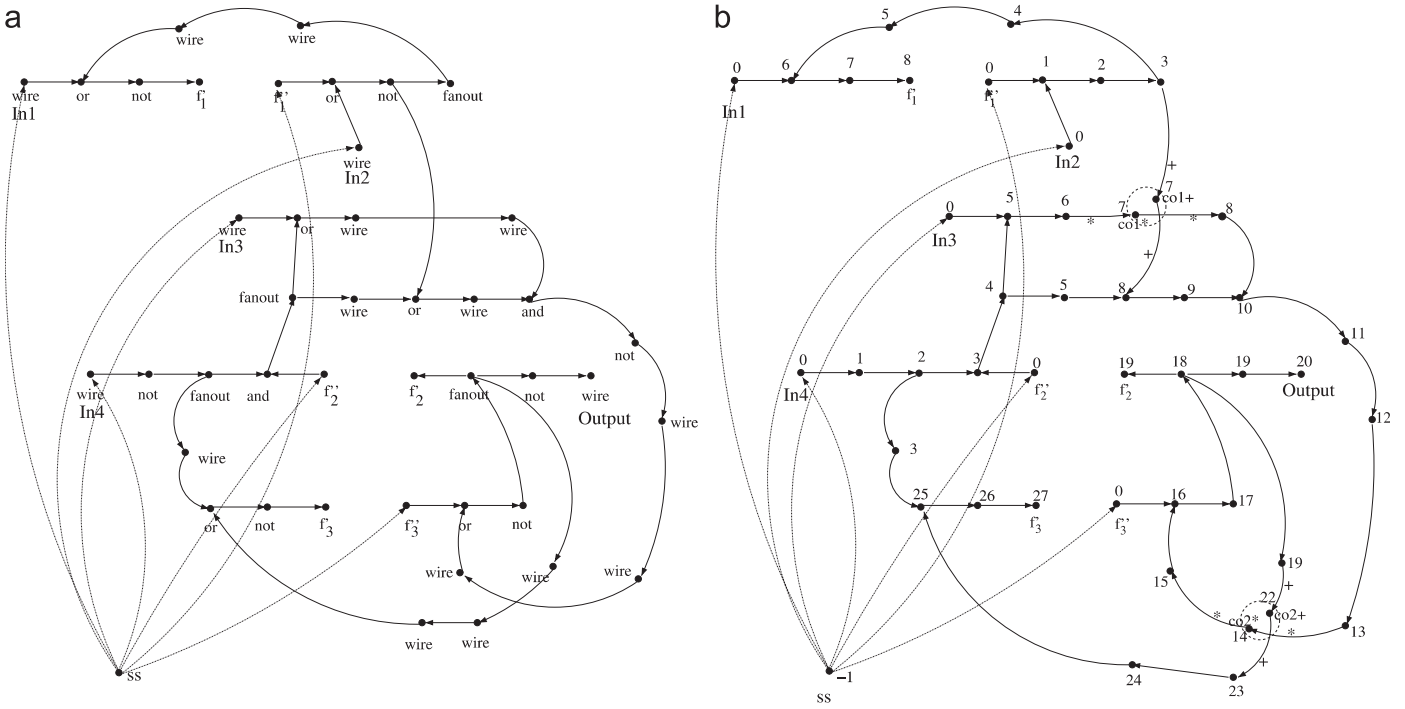 a
b
wire
wire
wire
or
not
f'1
f''1
or
not
fanout
In1
wire
In2
wire
or
wire
wire
In3
fanout
wire
or
wire
and
not
wire
not
fanout
and
f''2
f2
fanout
not
wire
In4
Output
wire
wire
or
not
f'3
f''3
or
not
wire
wire
wire
wire
wire
ss
5
4
0
6
7
8
0
1
2
3
In1
f'1
f''1
0
In2
+
7
co1+
0
5
6
7
8
In3
*
co1*
*
+
4
5
8
9
10
11
0
1
2
3
0
19
18
19
20
In4
f''2
f2
Output
12
3
25
26
27
0
16
17
f'3
f''3
15
19
+
22
co2+
*
co2*
14
*
13
+
24
23
-1
ss